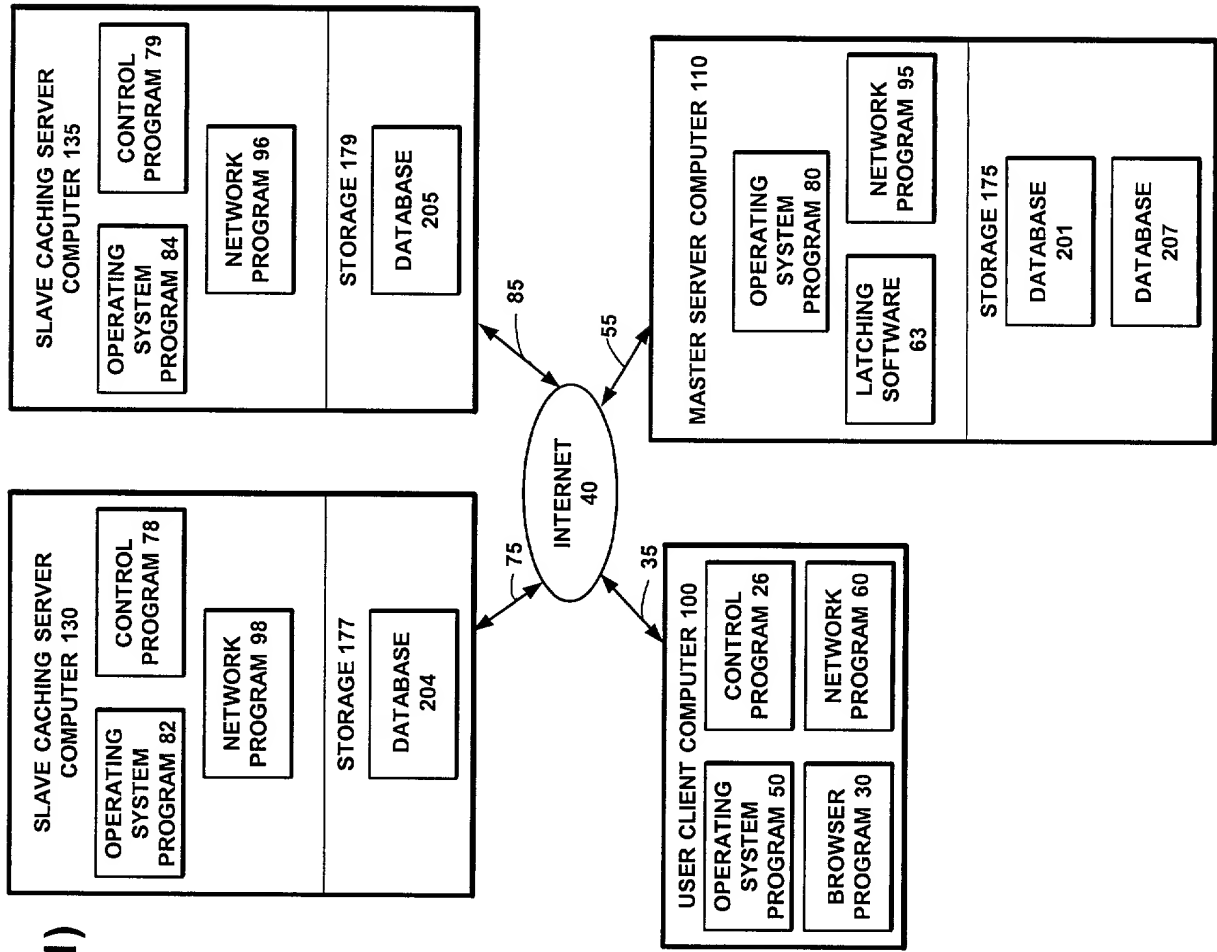 SLAVE CACHING SERVER
COMPUTER 130
OPERATING
SYSTEM
PROGRAM 82
CONTROL
PROGRAM 78
NETWORK
PROGRAM 98
STORAGE 177
DATABASE
204
SLAVE CACHING SERVER
COMPUTER 135
OPERATING
SYSTEM
PROGRAM 84
CONTROL
PROGRAM 79
NETWORK
PROGRAM 96
STORAGE 179
DATABASE
205
75
85
INTERNET
40
35
55
USER CLIENT COMPUTER 100
OPERATING
SYSTEM
PROGRAM 50
CONTROL
PROGRAM 26
BROWSER
PROGRAM 30
NETWORK
PROGRAM 60
MASTER SERVER COMPUTER 110
OPERATING
SYSTEM
PROGRAM 80
LATCHING
SOFTWARE
63
NETWORK
PROGRAM 95
STORAGE 175
DATABASE
201
DATABASE
207